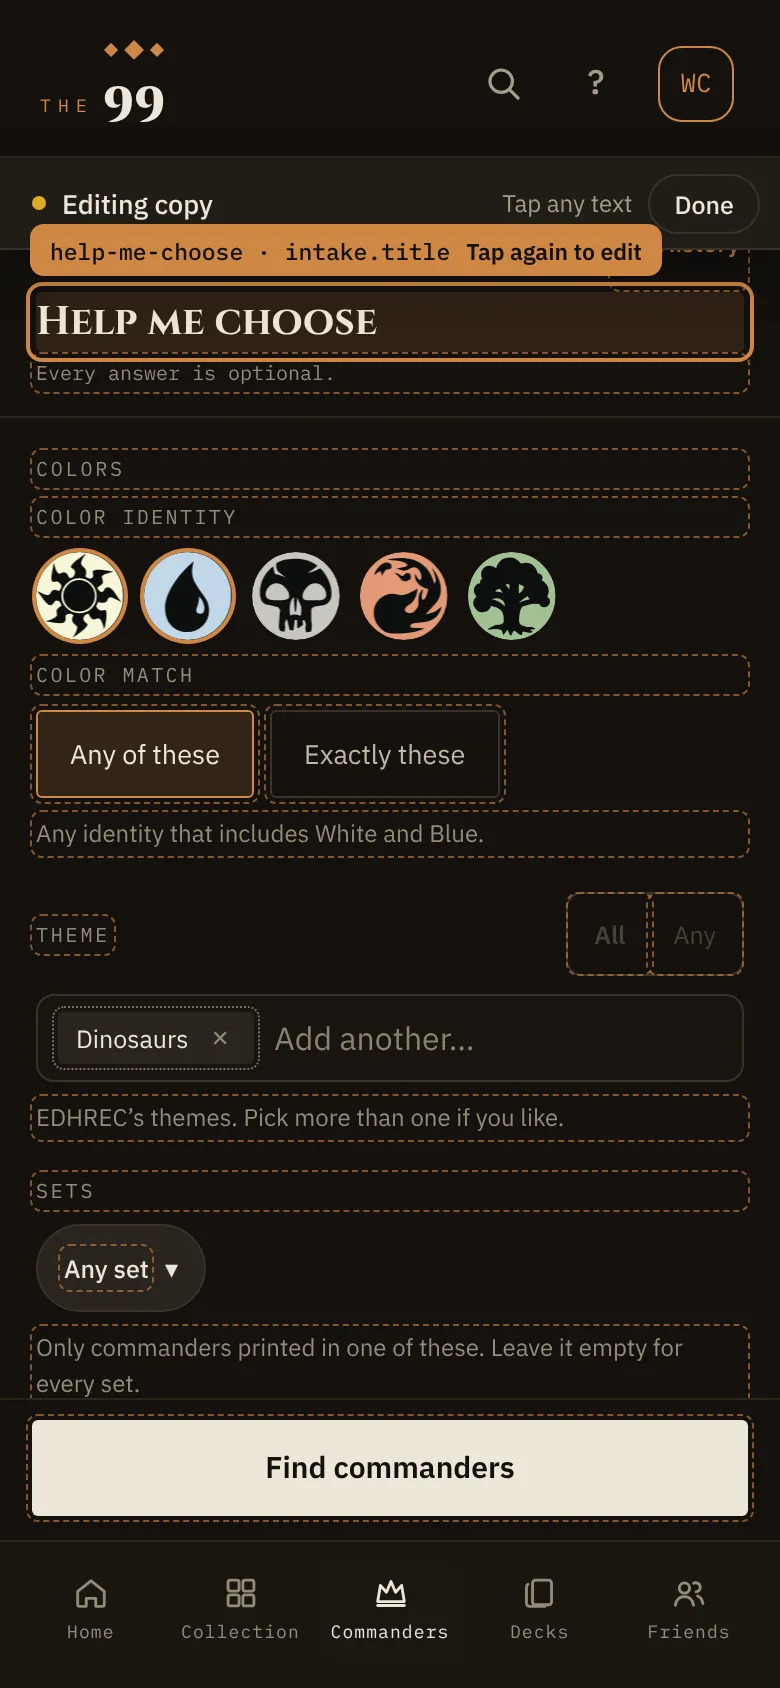 THE 99
?
WC
Editing copy
Tap any text
Done
help-me-choose · intake.title Tap again to edit
HELP ME CHOOSE
Every answer is optional.
COLORS
COLOR IDENTITY
COLOR MATCH
Any of these
Exactly these
Any identity that includes White and Blue.
THEME
All
Any
Dinosaurs ×
Add another...
EDHREC’s themes. Pick more than one if you like.
SETS
Any set ▼
Only commanders printed in one of these. Leave it empty for
every set.
Find commanders
Home
Collection
Commanders
Decks
Friends